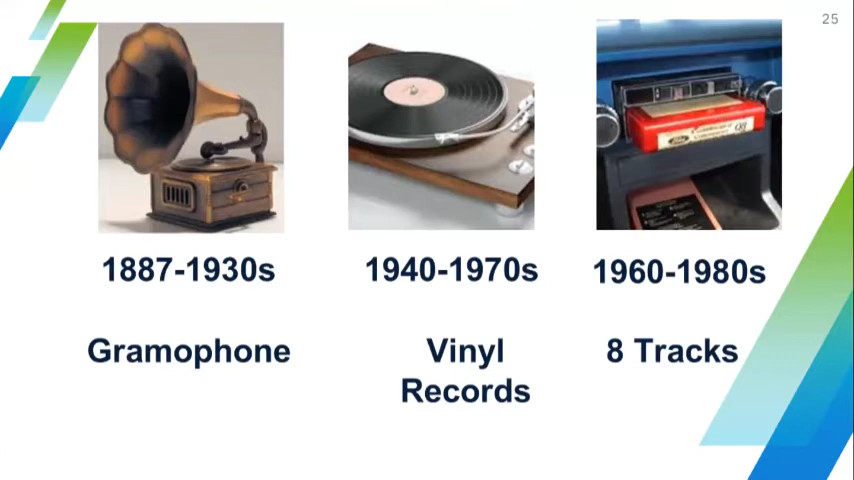 25
1887-1930s
1940-1970s
1960-1980s
Gramophone
Vinyl
Records
8 Tracks